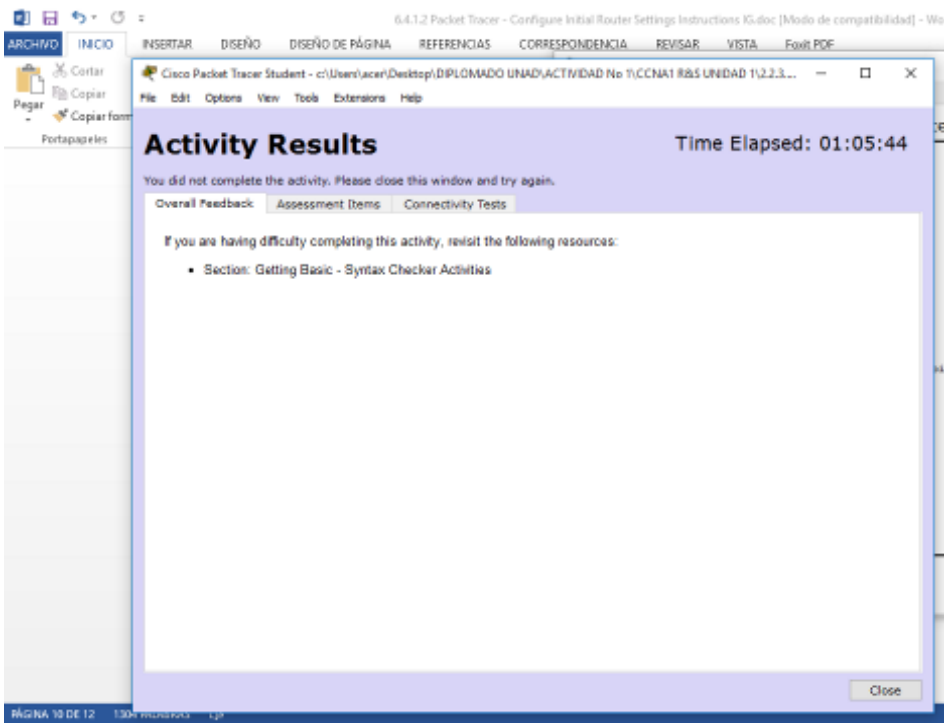 6.4.1.2 Packet Tracer - Configure Initial Router Settings Instructions IG.doc [Modo de compatibilidad] - Wo
ARCHIVO INICIO INSERTAR DISEÑO DISEÑO DE PÁGINA REFERENCIAS CORRESPONDENCIA REVISAR VISTA Foxit PDF
Cortar
Copiar
Pegar
Copiar form
Portapapeles
Cisco Packet Tracer Student - c:\Users\acer\Desktop\DIPLOMADO UNAD\ACTIVIDAD No 1\CCNA1 R&S UNIDAD 1\2.2.3....
File Edit Options View Tools Extensions Help
Activity Results
Time Elapsed: 01:05:44
You did not complete the activity. Please close this window and try again.
Overall Feedback Assessment Items Connectivity Tests
If you are having difficulty completing this activity, revisit the following resources:
• Section: Getting Basic - Syntax Checker Activities
Close
PÁGINA 10 DE 12